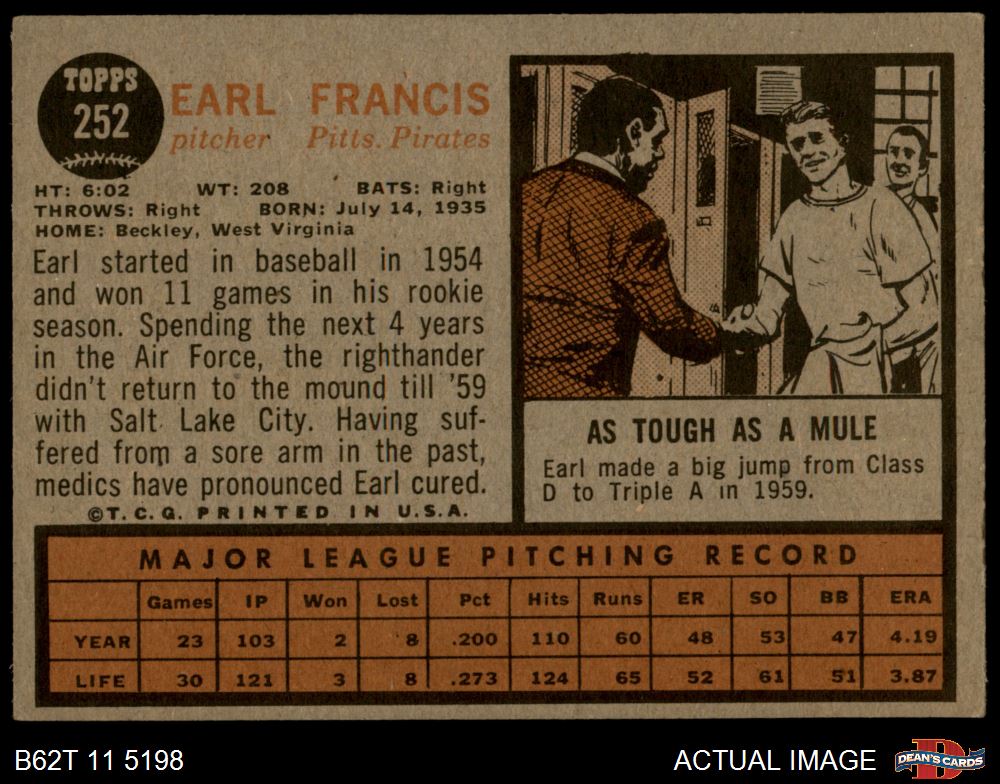 TOPPS
252
EARL FRANCIS
pitcher Pitts. Pirates
HT: 6:02 WT: 208 BATS: Right
THROWS: Right BORN: July 14, 1935
HOME: Beckley, West Virginia
Earl started in baseball in 1954
and won 11 games in his rookie
season. Spending the next 4 years
in the Air Force, the righthander
didn't return to the mound till '59
with Salt Lake City. Having suf-
fered from a sore arm in the past,
medics have pronounced Earl cured.
©T.C.G. PRINTED IN U.S.A.
AS TOUGH AS A MULE
Earl made a big jump from Class
D to Triple A in 1959.
MAJOR LEAGUE PITCHING RECORD
Games IP Won Lost Pct Hits Runs ER SO BB ERA
YEAR 23 103 2 8 .200 110 60 48 53 47 4.19
LIFE 30 121 3 8 .273 124 65 52 61 51 3.87
B62T 11 5198
ACTUAL IMAGE
D
DEAN'S CARDS